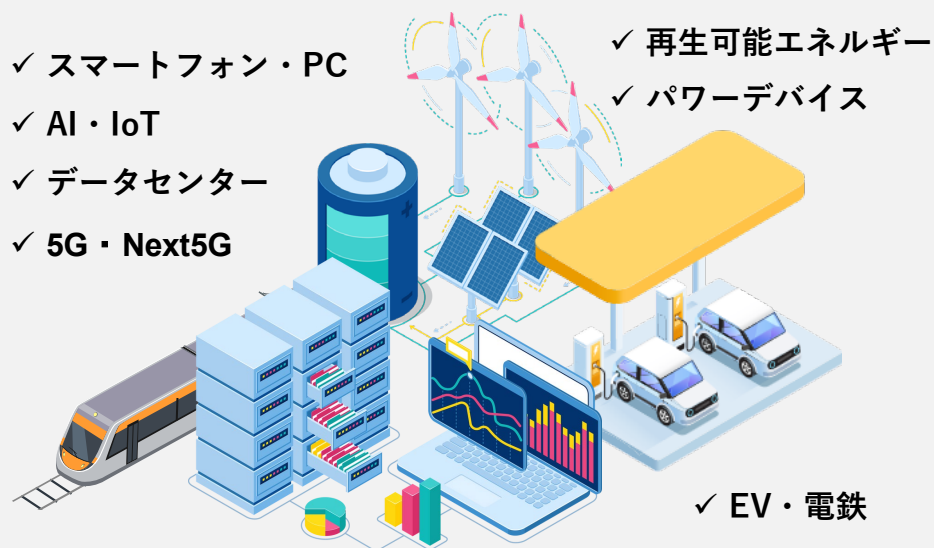 ✓ スマートフォン・PC
✓ AI・IoT
✓ データセンター
✓ 5G・Next5G
✓ 再生可能エネルギー
✓ パワーデバイス
✓ EV・電鉄